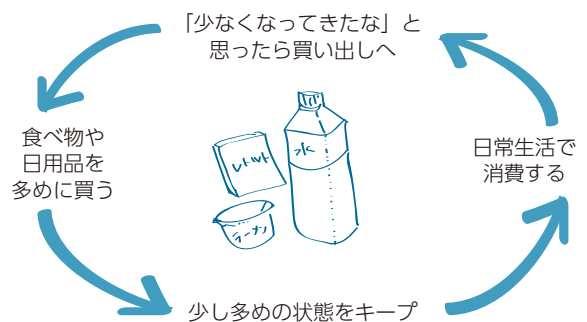 「少なくなってきたな」と
思ったら買い出しへ
食べ物や
日用品を
多めに買う
レトルト
水
ラーメン
日常生活で
消費する
少し多めの状態をキープ